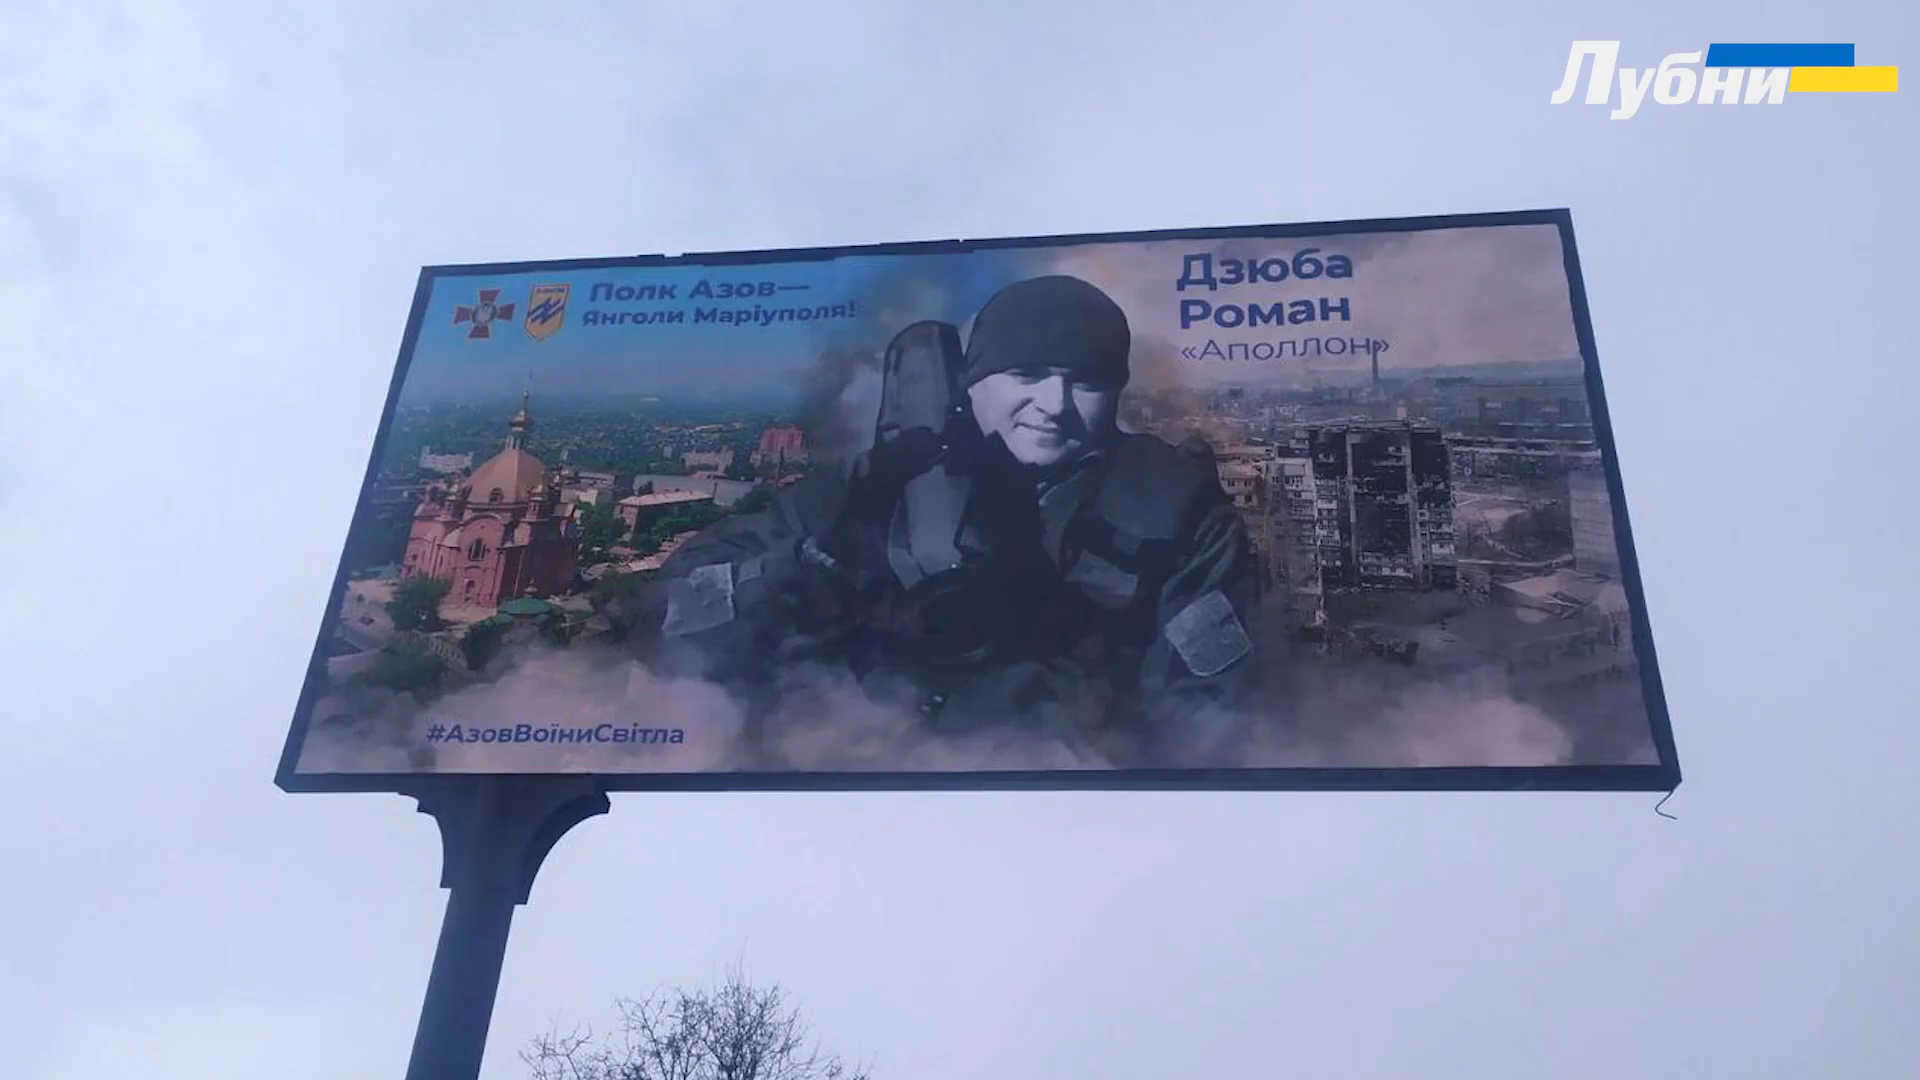 Лубни
Полк Азов—
Янголи Маріуполя!
Дзюба
Роман
«Аполлон»
#АзовВоїниСвітла